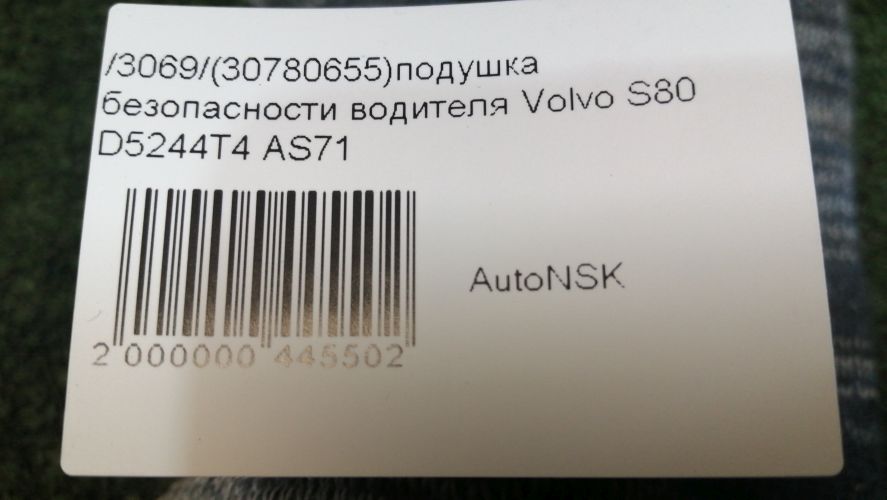 /3069/(30780655)подушка
безопасности водителя Volvo S80
D5244T4 AS71
AutoNSK
2 000000 445502